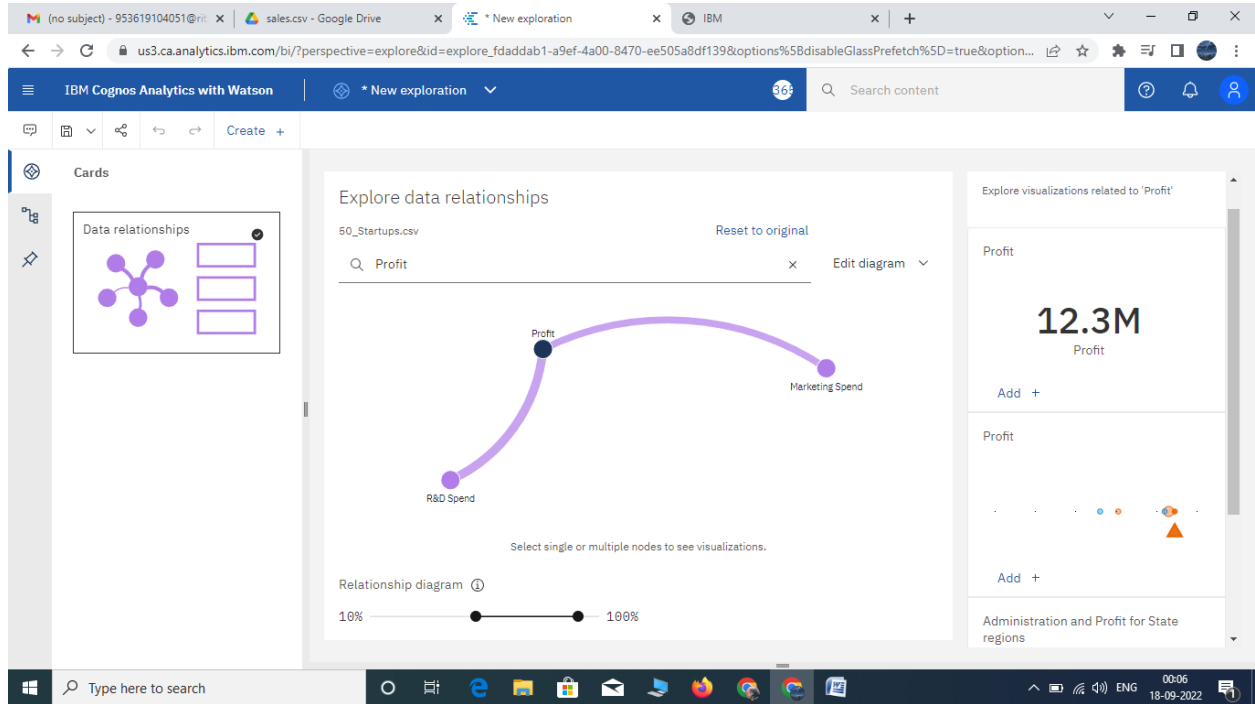 (no subject) - 953619104051@rit
sales.csv - Google Drive
* New exploration
IBM
us3.ca.analytics.ibm.com/bi/?perspective=explore&id=explore_fdaddab1-a9ef-4a00-8470-ee505a8df139&options%5BdisableGlassPrefetch%5D=true&option...
IBM Cognos Analytics with Watson
* New exploration
Search content
Create +
Cards
Data relationships
Explore data relationships
50_Startups.csv
Reset to original
Profit
Edit diagram
Profit
Marketing Spend
R&D Spend
Select single or multiple nodes to see visualizations.
Relationship diagram
10% 100%
Explore visualizations related to 'Profit'
Profit
12.3M
Profit
Add +
Profit
Add +
Administration and Profit for State
regions
Type here to search
ENG
00:06
18-09-2022